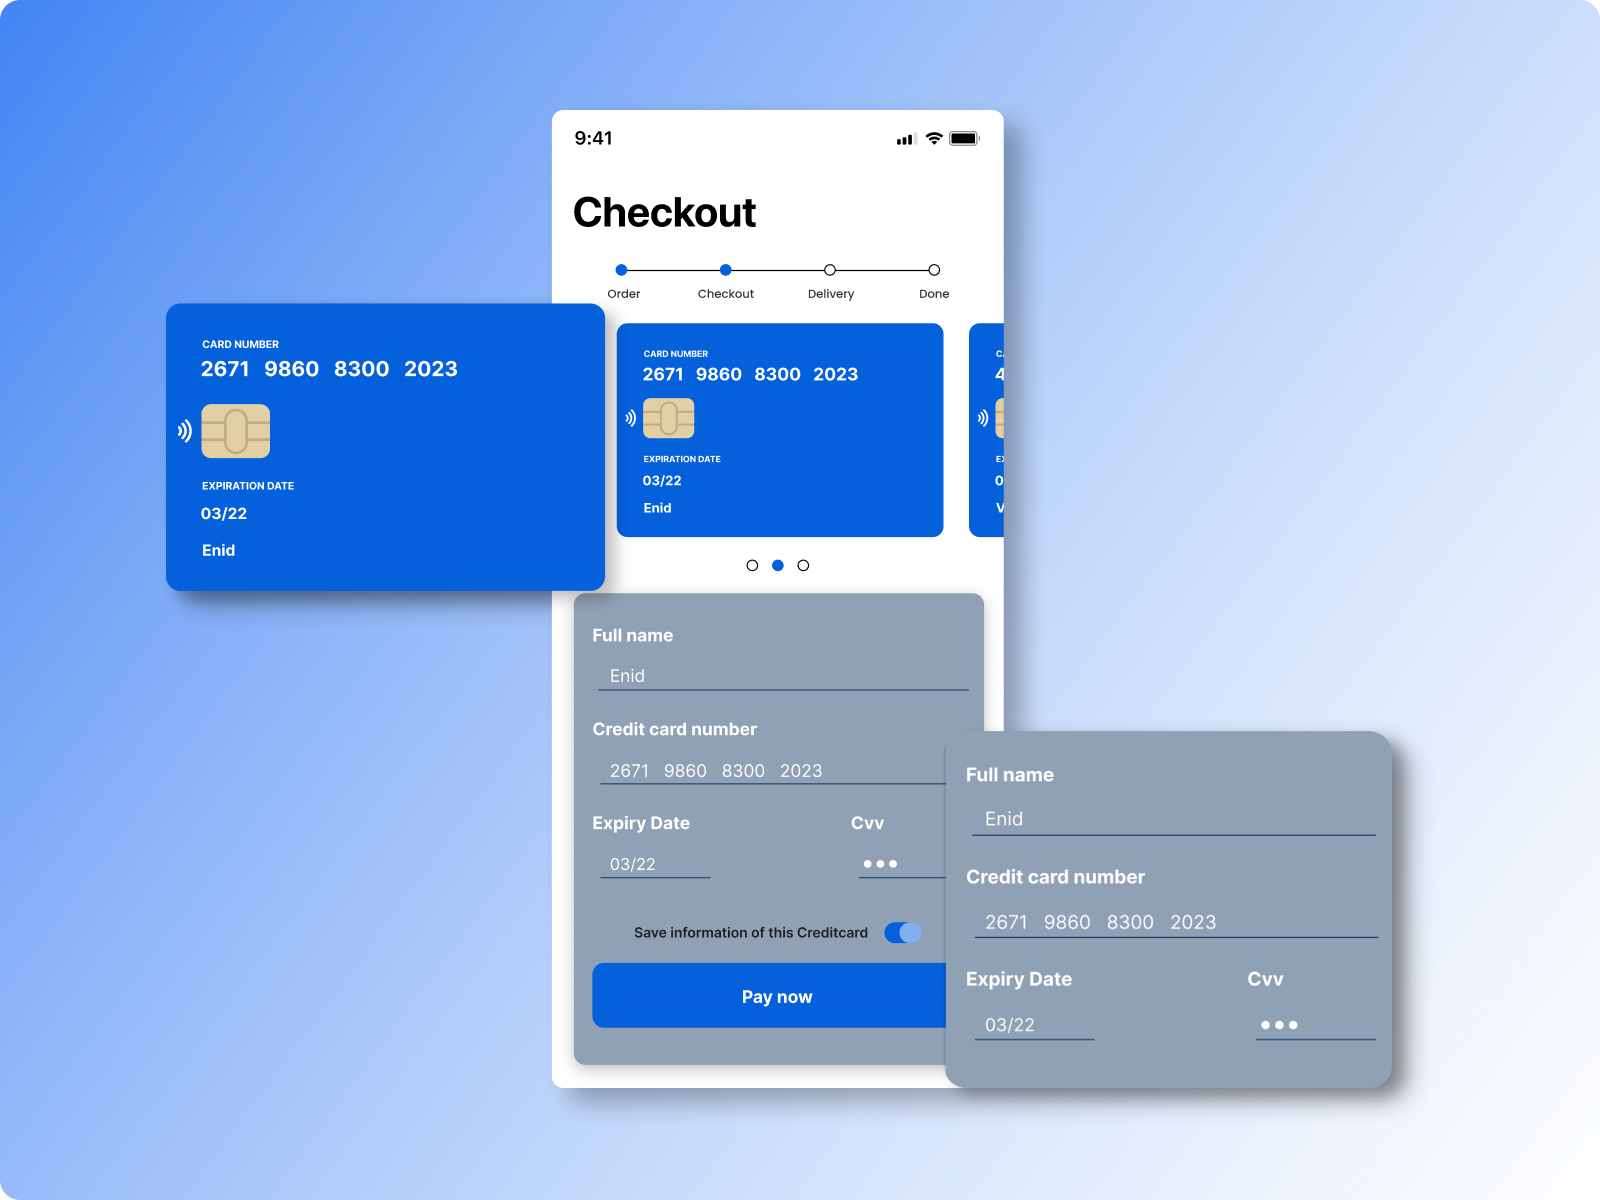 9:41
Checkout
Order Checkout Delivery Done
CARD NUMBER
2671 9860 8300 2023
EXPIRATION DATE
03/22
Enid
CARD NUMBER
2671 9860 8300 2023
EXPIRATION DATE
03/22
Enid
Full name
Enid
Credit card number
2671 9860 8300 2023
Expiry Date Cvv
03/22
Save information of this Creditcard
Pay now
Full name
Enid
Credit card number
2671 9860 8300 2023
Expiry Date Cvv
03/22